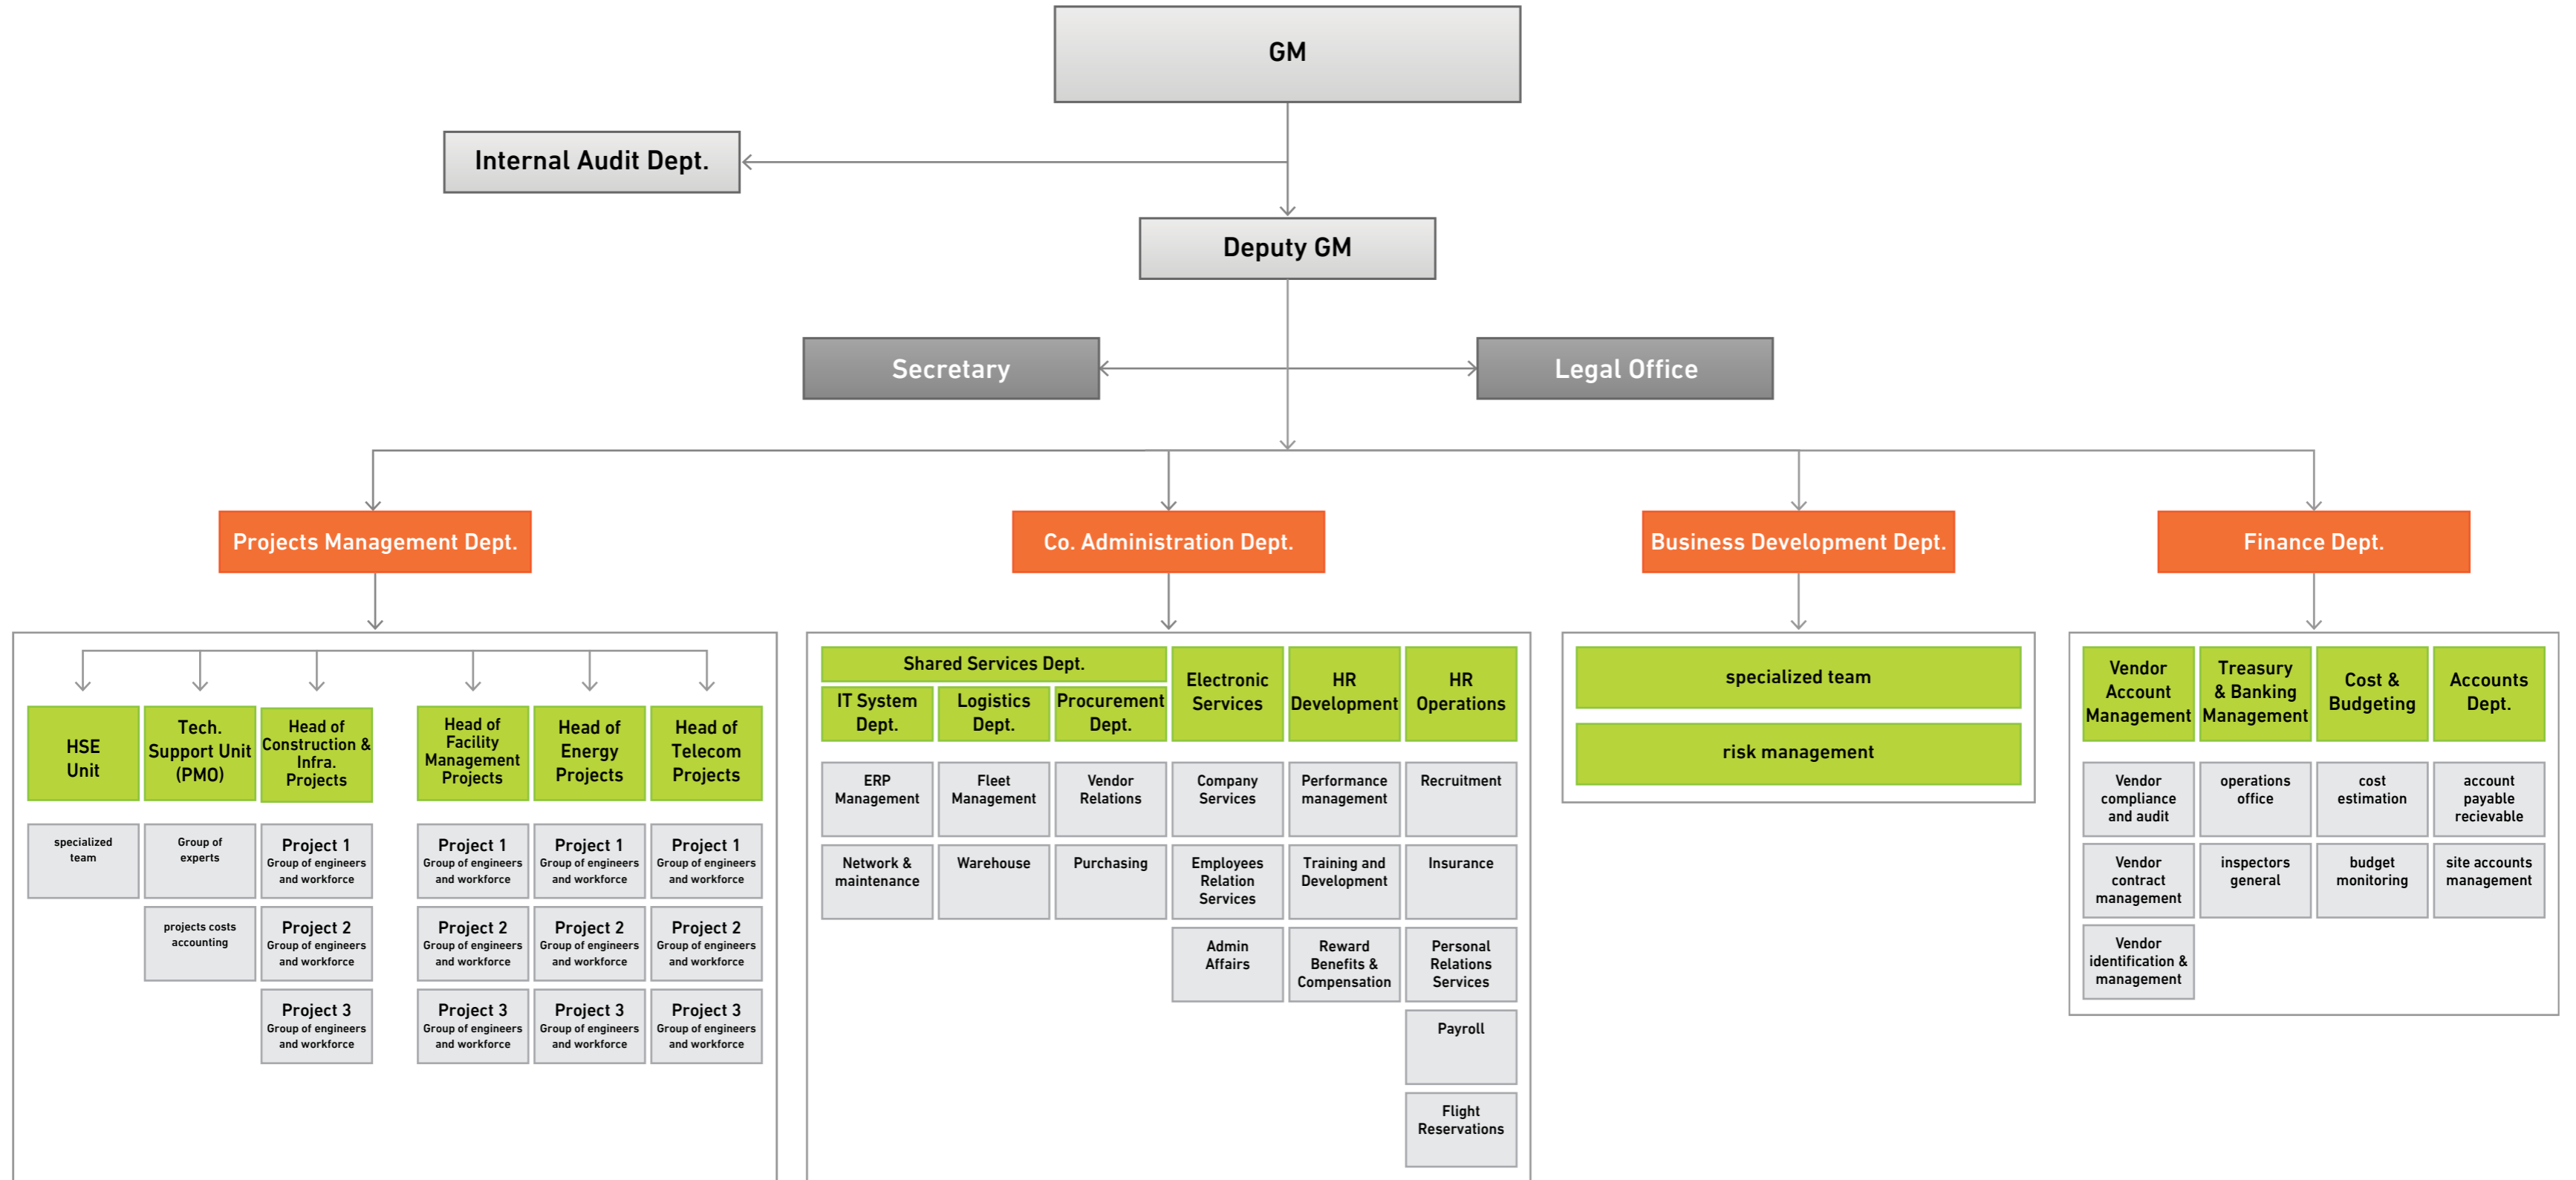 GM
Internal Audit Dept.
Deputy GM
Secretary
Legal Office
Projects Management Dept.
Co. Administration Dept.
Business Development Dept.
Finance Dept.
HSE
Unit
Tech.
Support Unit
(PMO)
Head of
Construction &
Infra.
Projects
Head of
Facility
Management
Projects
Head of
Energy
Projects
Head of
Telecom
Projects
specialized
team
Group of
experts
projects costs
accounting
Project 1
Group of engineers
and workforce
Project 2
Group of engineers
and workforce
Project 3
Group of engineers
and workforce
Project 1
Group of engineers
and workforce
Project 2
Group of engineers
and workforce
Project 3
Group of engineers
and workforce
Project 1
Group of engineers
and workforce
Project 2
Group of engineers
and workforce
Project 3
Group of engineers
and workforce
Project 1
Group of engineers
and workforce
Project 2
Group of engineers
and workforce
Project 3
Group of engineers
and workforce
Shared Services Dept.
IT System
Dept.
Logistics
Dept.
Procurement
Dept.
Electronic
Services
HR
Development
HR
Operations
ERP
Management
Network &
maintenance
Fleet
Management
Warehouse
Vendor
Relations
Purchasing
Company
Services
Employees
Relation
Services
Admin
Affairs
Performance
management
Training and
Development
Reward
Benefits &
Compensation
Recruitment
Insurance
Personal
Relations
Services
Payroll
Flight
Reservations
specialized team
risk management
Vendor
Account
Management
Treasury
& Banking
Management
Cost &
Budgeting
Accounts
Dept.
Vendor
compliance
and audit
Vendor
contract
management
Vendor
identification &
management
operations
office
inspectors
general
cost
estimation
budget
monitoring
account
payable
recievable
site accounts
management